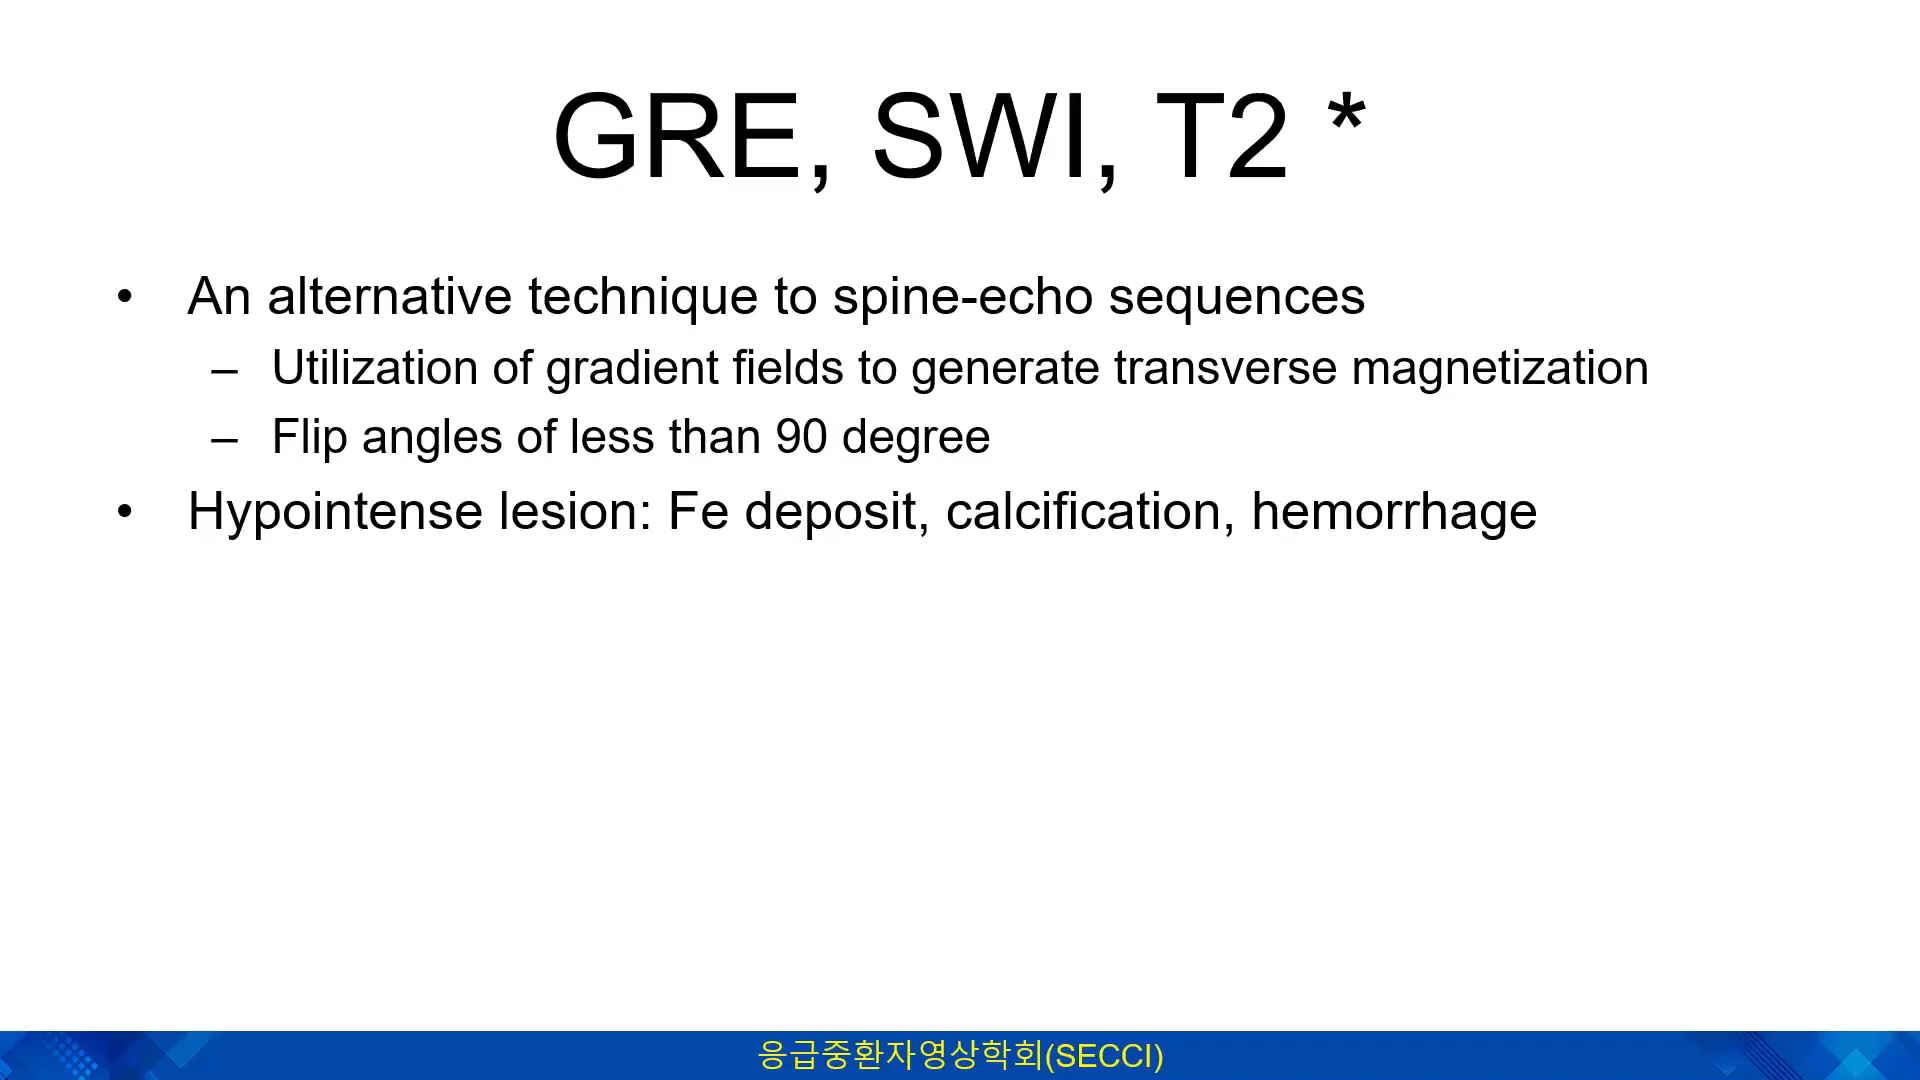 GRE, SWI, T2 *
• An alternative technique to spine-echo sequences
– Utilization of gradient fields to generate transverse magnetization
– Flip angles of less than 90 degree
• Hypointense lesion: Fe deposit, calcification, hemorrhage
응급중환자영상학회(SECCI)